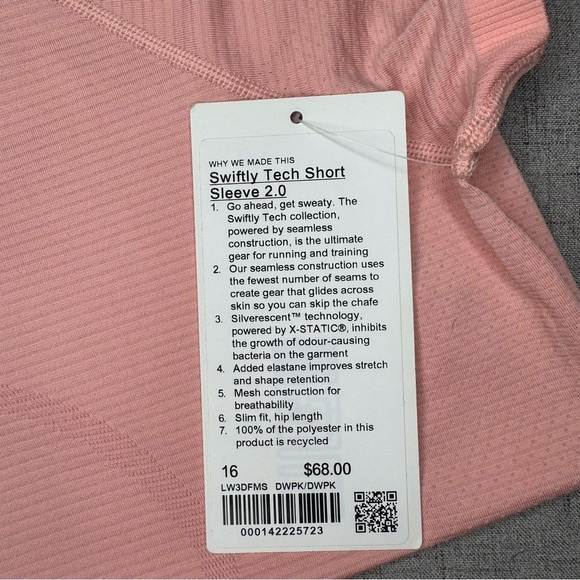 WHY WE MADE THIS
Swiftly Tech Short
Sleeve 2.0
1. Go ahead, get sweaty. The
Swiftly Tech collection,
powered by seamless
construction, is the ultimate
gear for running and training
2. Our seamless construction uses
the fewest number of seams to
create gear that glides across
skin so you can skip the chafe
3. Silverescent™ technology,
powered by X-STATIC®, inhibits
the growth of odour-causing
bacteria on the garment
4. Added elastane improves stretch
and shape retention
5. Mesh construction for
breathability
6. Slim fit, hip length
7. 100% of the polyester in this
product is recycled
16 $68.00
LW3DFMS DWPK/DWPK
000142225723